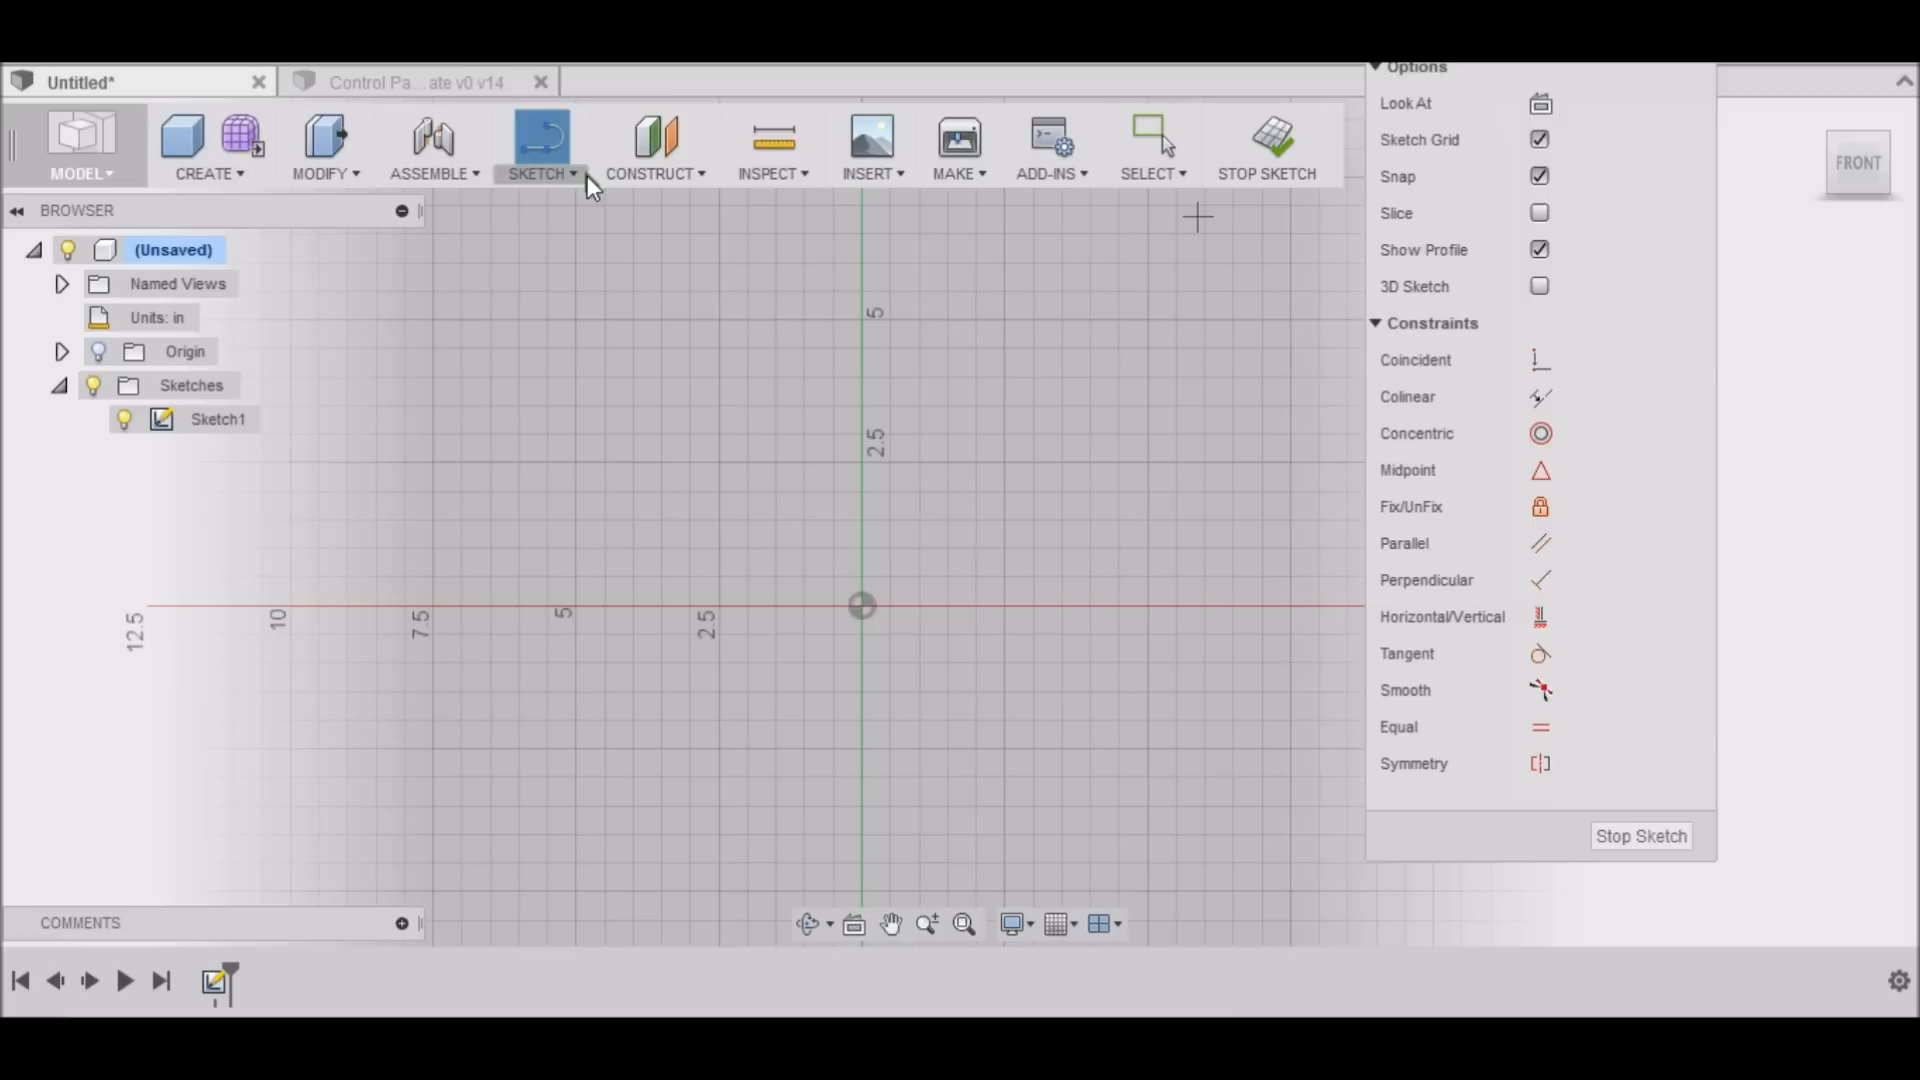 Untitled*
Control Pa...ate v0 v14
Options
MODEL
CREATE
MODIFY
ASSEMBLE
SKETCH
CONSTRUCT
INSPECT
INSERT
MAKE
ADD-INS
SELECT
STOP SKETCH
Look At
Sketch Grid
Snap
Slice
Show Profile
3D Sketch
Constraints
Coincident
Colinear
Concentric
Midpoint
Fix/UnFix
Parallel
Perpendicular
Horizontal/Vertical
Tangent
Smooth
Equal
Symmetry
Stop Sketch
FRONT
BROWSER
(Unsaved)
Named Views
Units: in
Origin
Sketches
Sketch1
5
2.5
12.5
10
7.5
5
2.5
COMMENTS